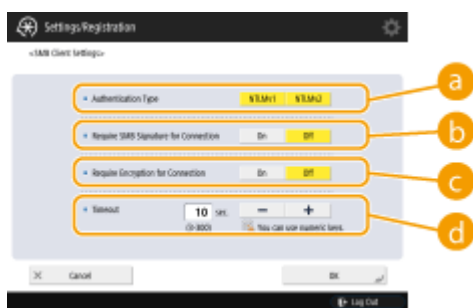 Settings/Registration
<SMB Client Settings>
Authentication Type NTLMv1 NTLMv2
a
Require SMB Signature for Connection On Off
b
Require Encryption for Connection On Off
c
Timeout 10 sec. − +
(0-300) You can use numeric keys.
d
× Cancel OK
Log Out